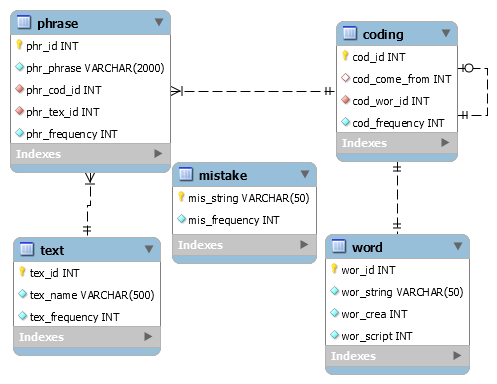 phrase
phr_id INT
phr_phrase VARCHAR(2000)
phr_cod_id INT
phr_tex_id INT
phr_frequency INT
Indexes
coding
cod_id INT
cod_come_from INT
cod_wor_id INT
cod_frequency INT
Indexes
mistake
mis_string VARCHAR(50)
mis_frequency INT
Indexes
text
tex_id INT
tex_name VARCHAR(500)
tex_frequency INT
Indexes
word
wor_id INT
wor_string VARCHAR(50)
wor_crea INT
wor_script INT
Indexes